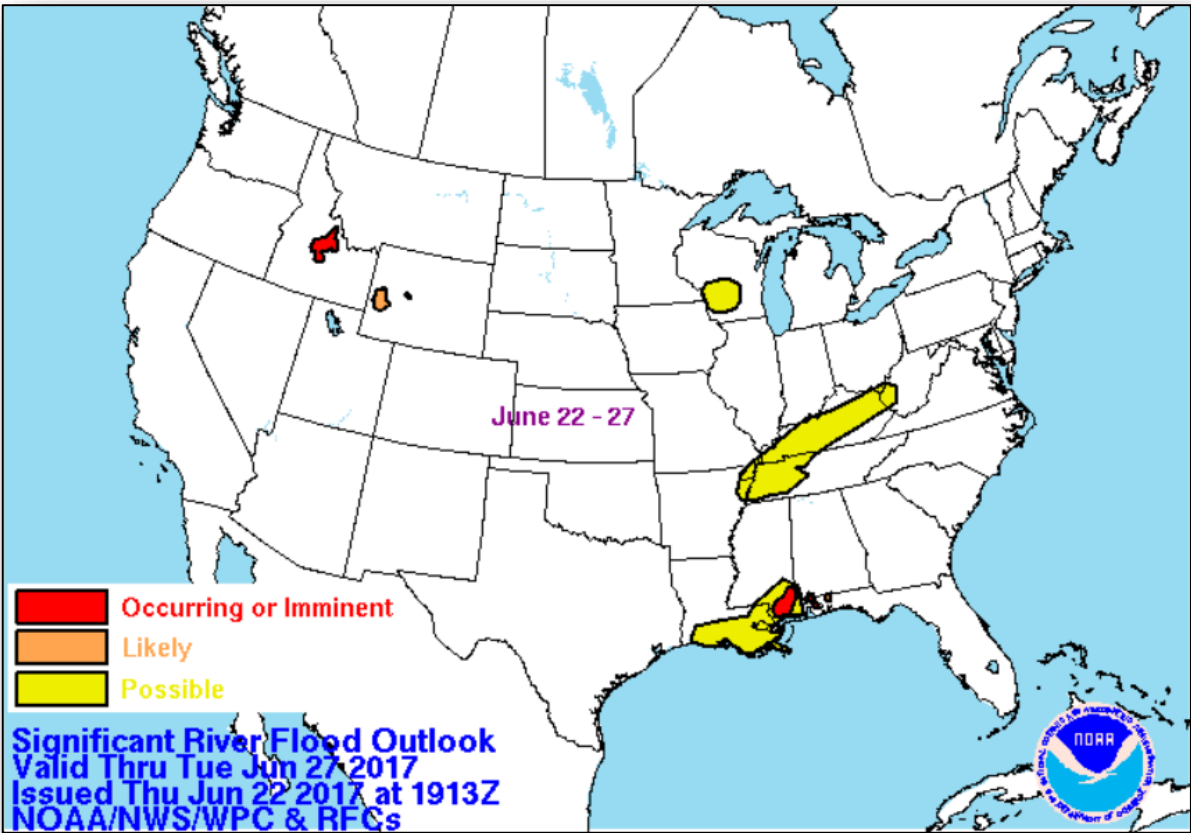 June 22 - 27
Occurring or Imminent
Likely
Possible
Significant River Flood Outlook
Valid Thru Tue Jun 27 2017
Issued Thu Jun 22 2017 at 1913Z
NOAA/NWS/WPC & RFCs
NOAA